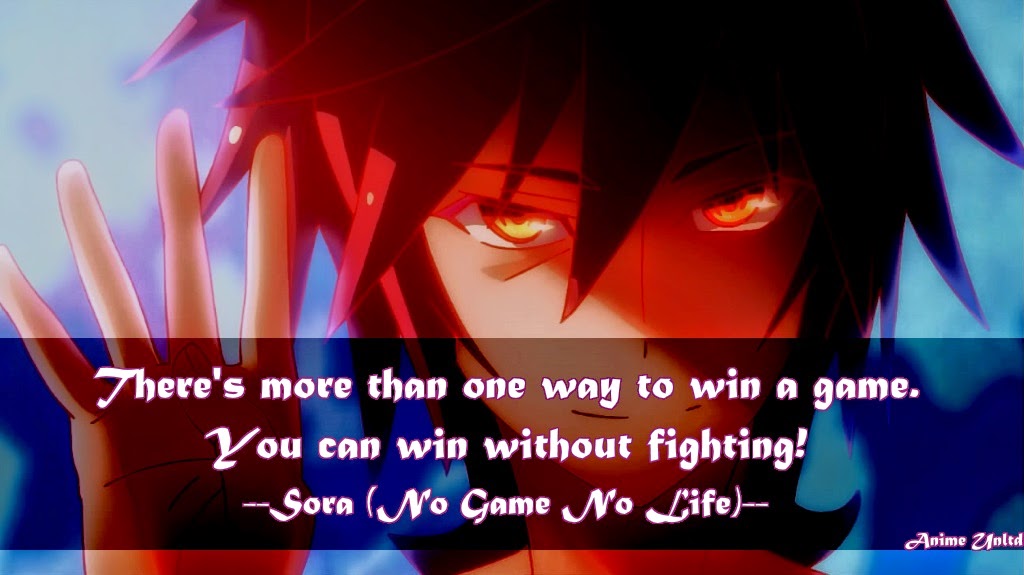 There's more than one way to win a game.
You can win without fighting!
--Sora (No Game No Life)--
Anime Unltd